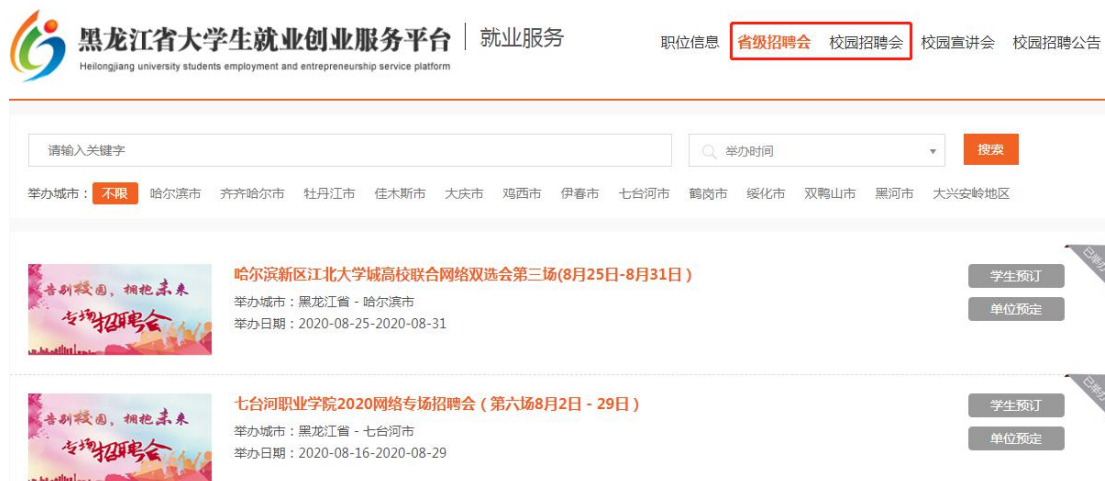 黑龙江省大学生就业创业服务平台 就业服务
Heilongjiang university students employment and entrepreneurship service platform
职位信息 省级招聘会 校园招聘会 校园宣讲会 校园招聘公告
请输入关键字 举办时间 搜索
举办城市： 不限 哈尔滨市 齐齐哈尔市 牡丹江市 佳木斯市 大庆市 鸡西市 伊春市 七台河市 鹤岗市 绥化市 双鸭山市 黑河市 大兴安岭地区
告别校园，拥抱未来
专场招聘会
哈尔滨新区江北大学城高校联合网络双选会第三场(8月25日-8月31日)
举办城市：黑龙江省 - 哈尔滨市
举办日期：2020-08-25-2020-08-31
学生预订
单位预定
告别校园，拥抱未来
专场招聘会
七台河职业学院2020网络专场招聘会（第六场8月2日 - 29日）
举办城市：黑龙江省 - 七台河市
举办日期：2020-08-16-2020-08-29
学生预订
单位预定